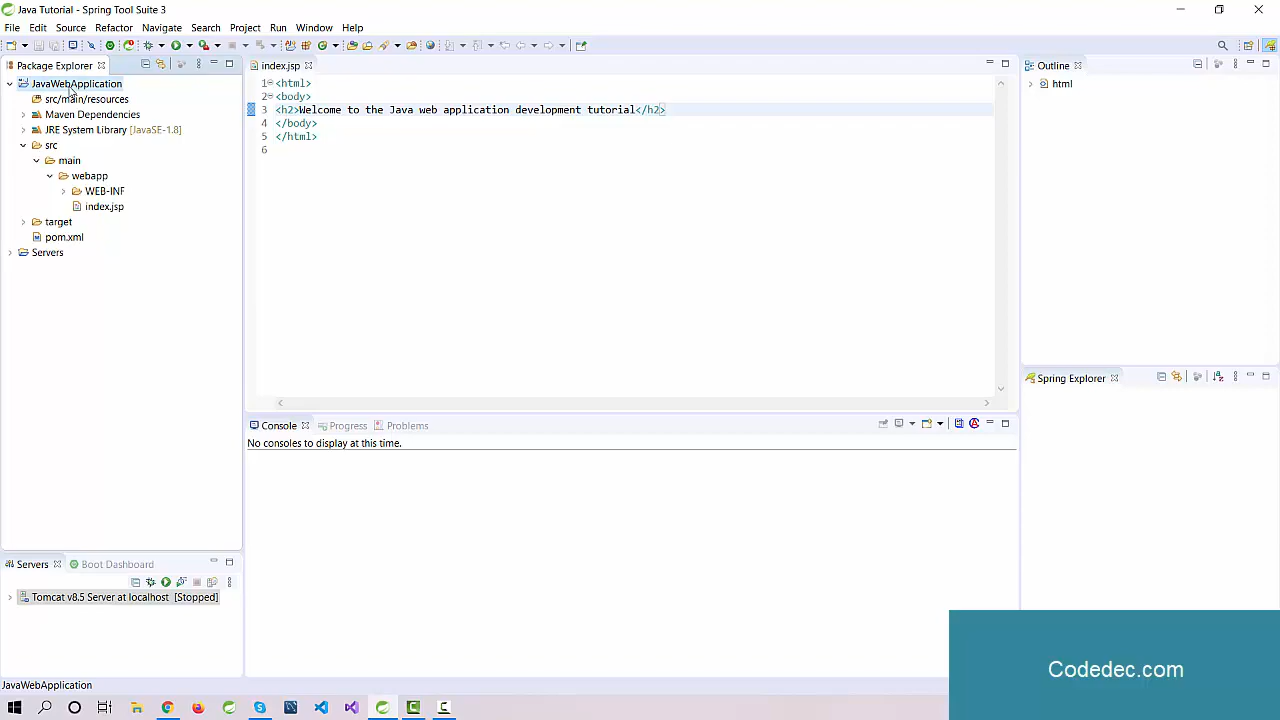 Java Tutorial - Spring Tool Suite 3
File Edit Source Refactor Navigate Search Project Run Window Help
Package Explorer
JavaWebApplication
src/main/resources
Maven Dependencies
JRE System Library [JavaSE-1.8]
src
main
webapp
WEB-INF
index.jsp
target
pom.xml
Servers
index.jsp
1 <html>
2 <body>
3 <h2>Welcome to the Java web application development tutorial</h2>
4 </body>
5 </html>
6
Outline
html
Spring Explorer
Console Progress Problems
No consoles to display at this time.
Servers Boot Dashboard
Tomcat v8.5 Server at localhost [Stopped]
JavaWebApplication
Codedec.com